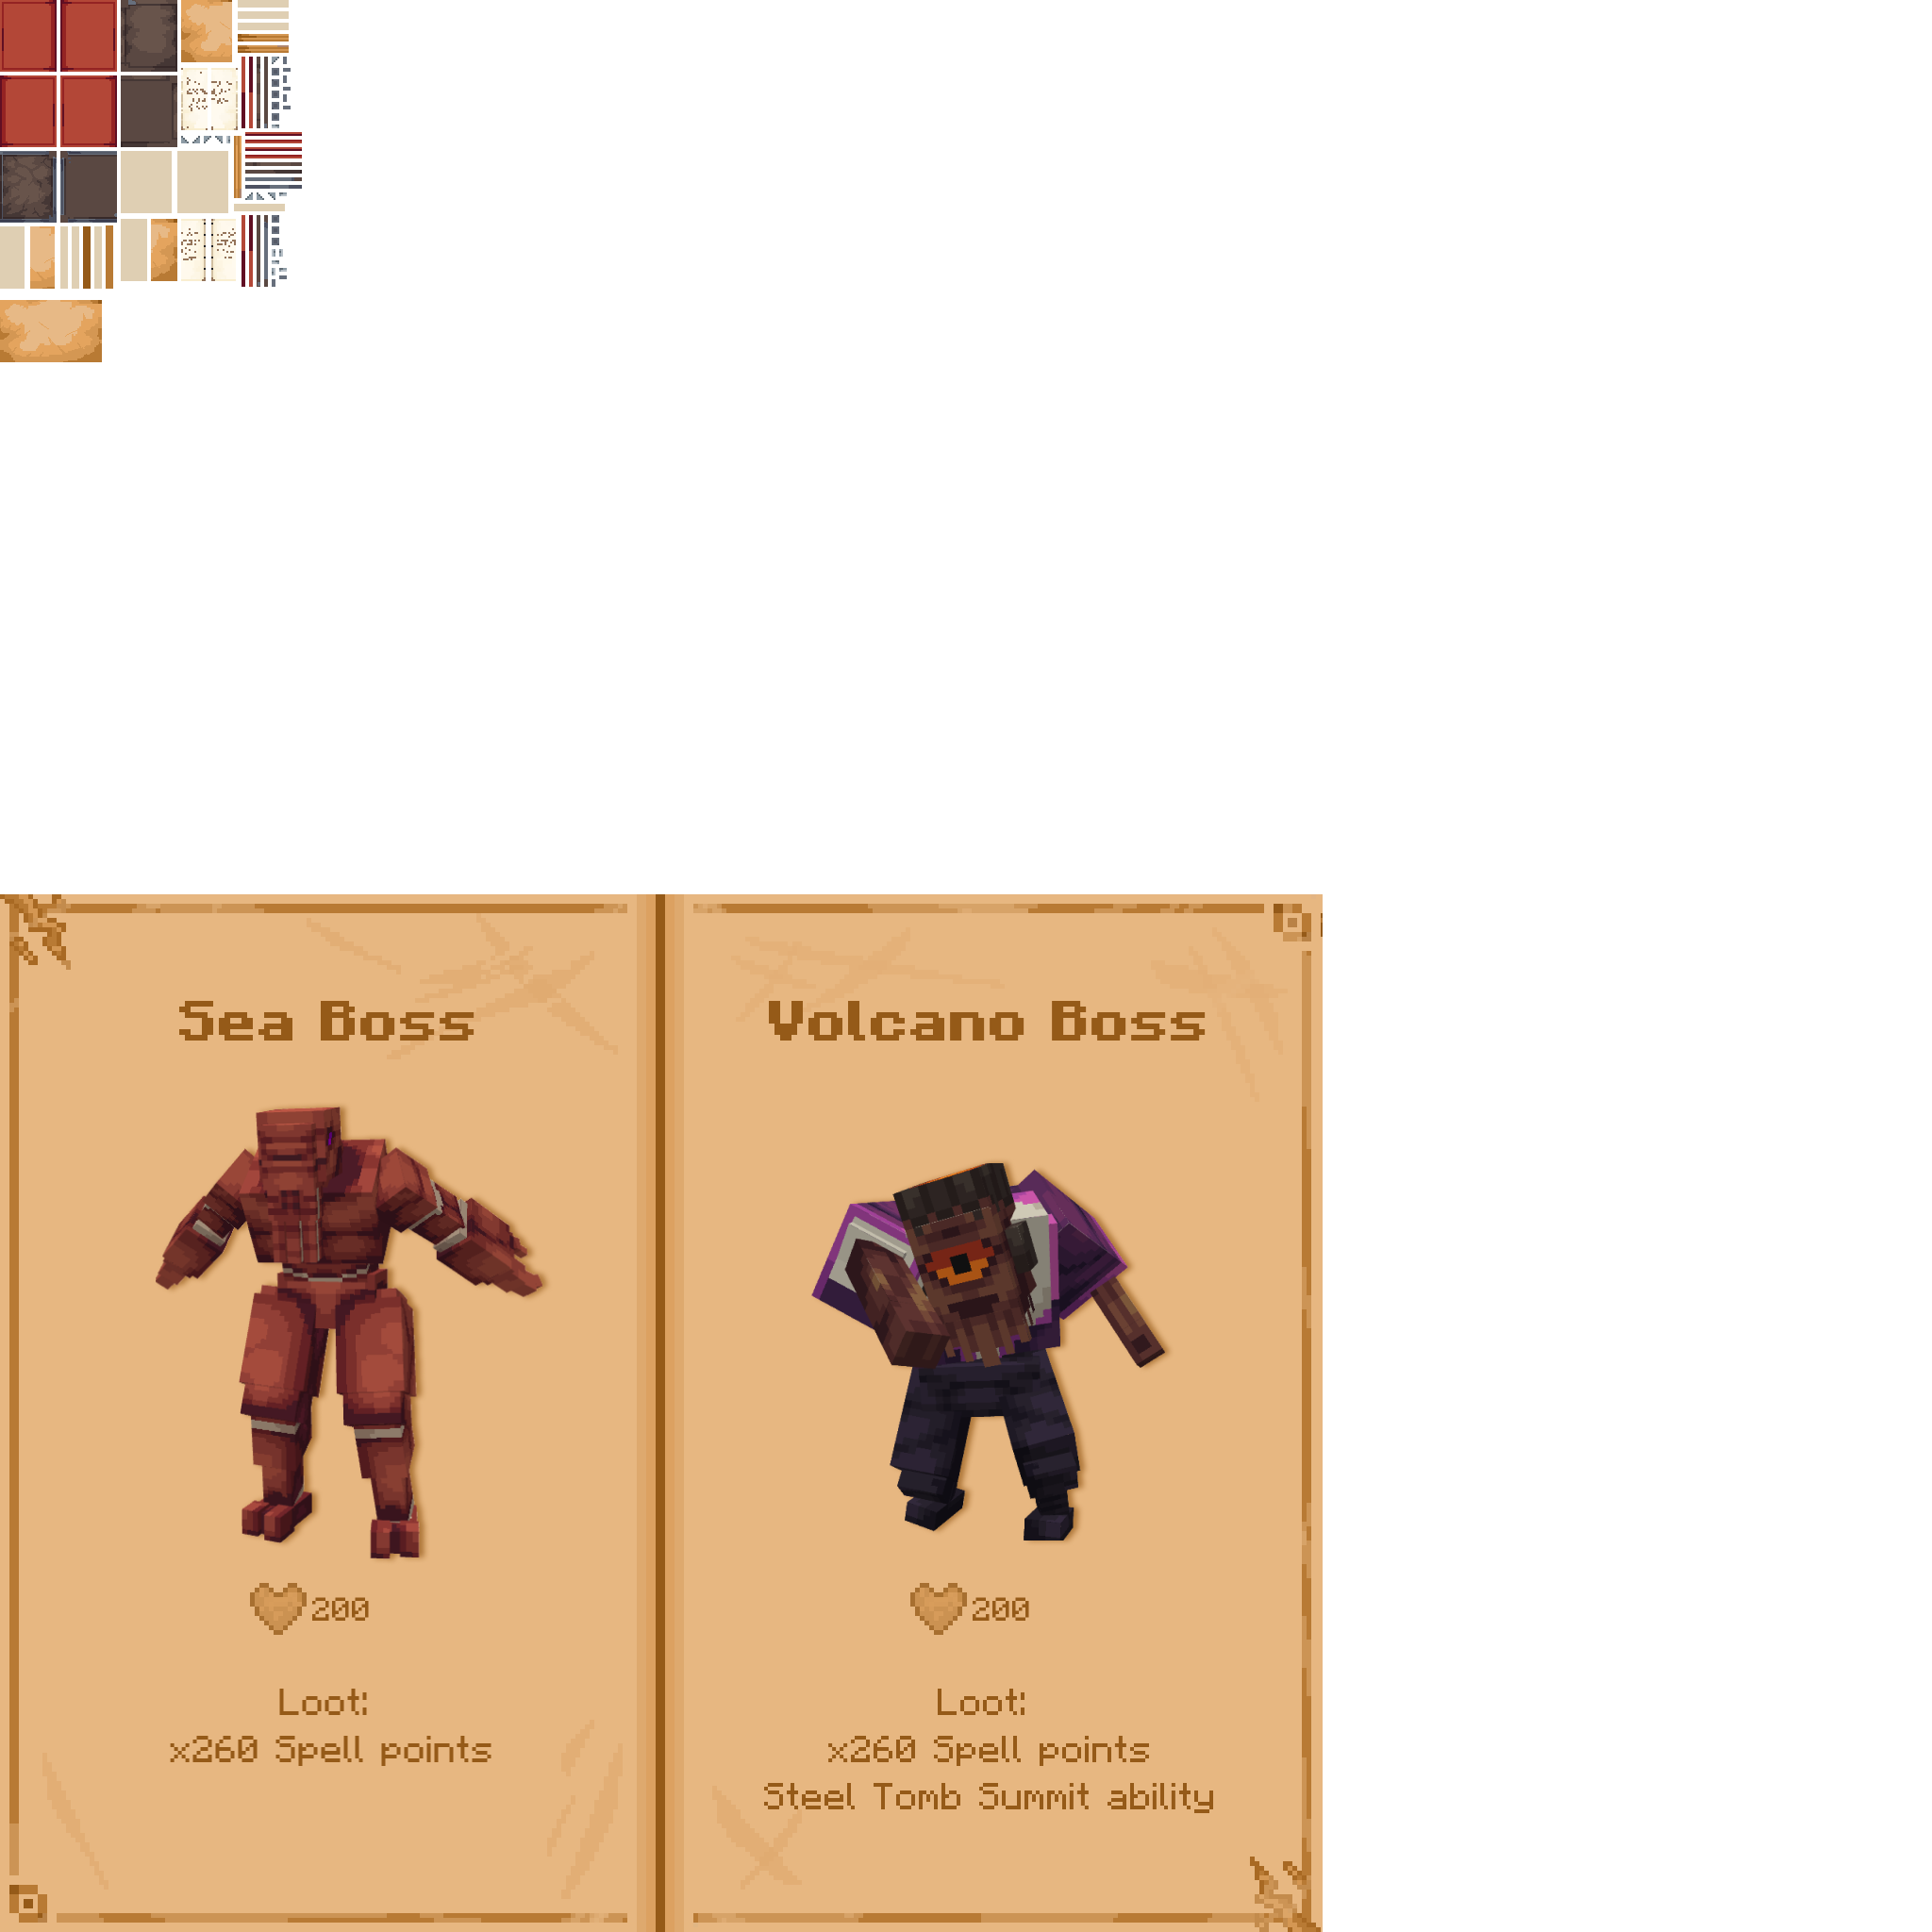 Sea Boss
200
Loot:
x260 Spell points
Volcano Boss
200
Loot:
x260 Spell points
Steel Tomb Summit ability